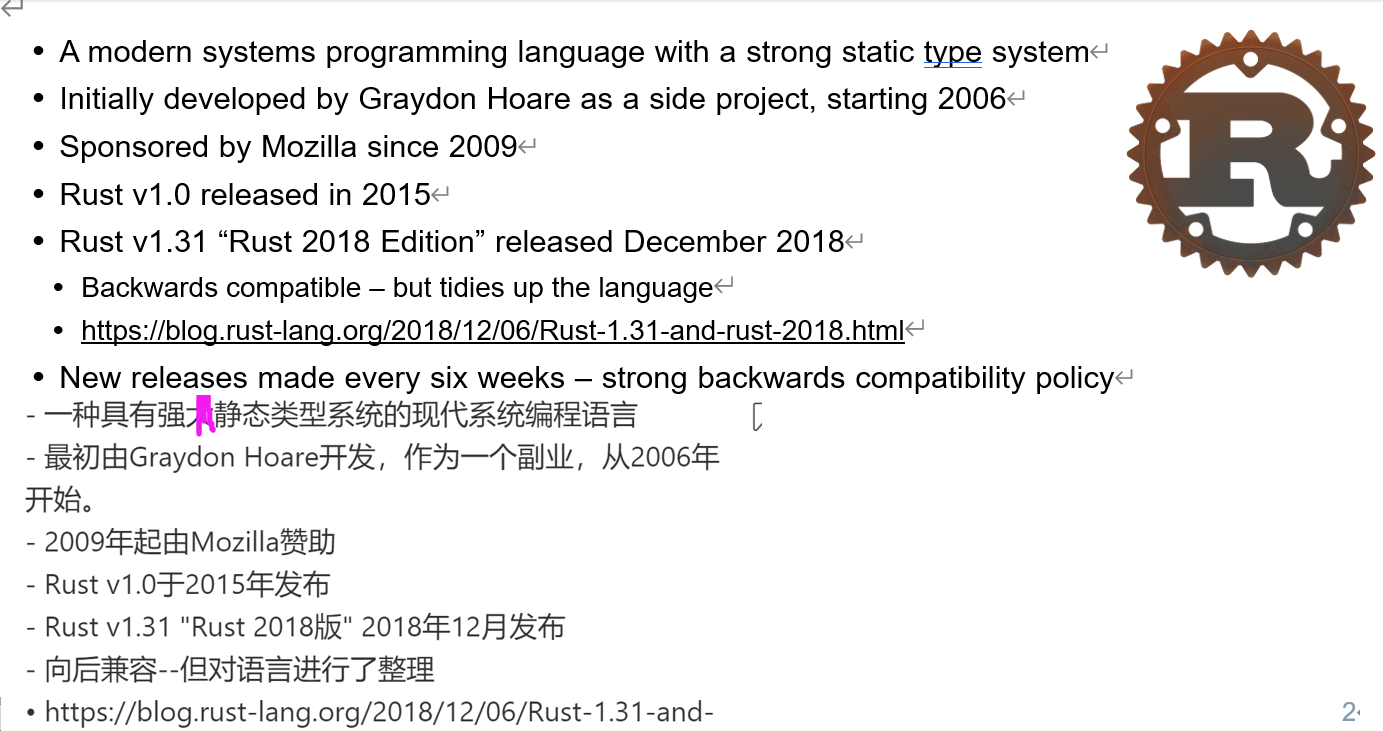 • A modern systems programming language with a strong static type system
• Initially developed by Graydon Hoare as a side project, starting 2006
• Sponsored by Mozilla since 2009
• Rust v1.0 released in 2015
• Rust v1.31 “Rust 2018 Edition” released December 2018
• Backwards compatible – but tidies up the language
• https://blog.rust-lang.org/2018/12/06/Rust-1.31-and-rust-2018.html
• New releases made every six weeks – strong backwards compatibility policy
R
- 一种具有强大静态类型系统的现代系统编程语言
- 最初由Graydon Hoare开发，作为一个副业，从2006年
开始。
- 2009年起由Mozilla赞助
- Rust v1.0于2015年发布
- Rust v1.31 "Rust 2018版" 2018年12月发布
- 向后兼容--但对语言进行了整理
• https://blog.rust-lang.org/2018/12/06/Rust-1.31-and-
2